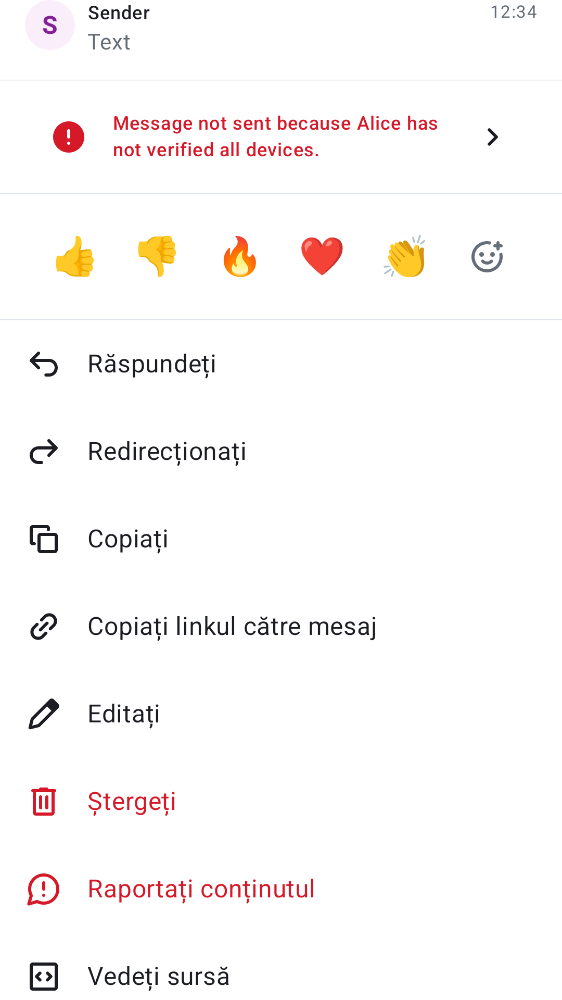 S
Sender
12:34
Text
Message not sent because Alice has
not verified all devices.
Răspundeți
Redirecționați
Copiați
Copiați linkul către mesaj
Editați
Ștergeți
Raportați conținutul
Vedeți sursă